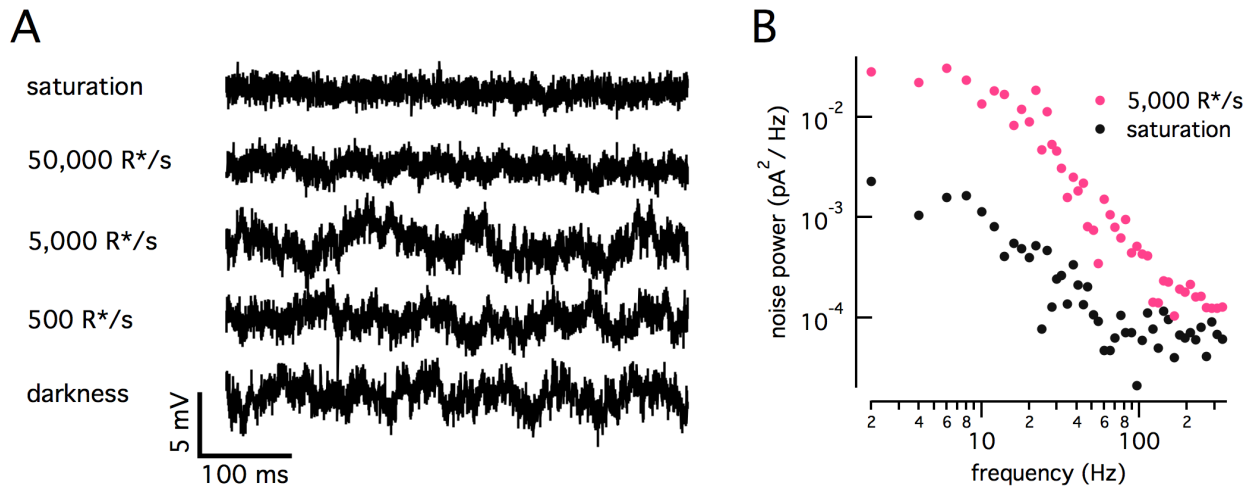 A
saturation
50,000 R*/s
5,000 R*/s
500 R*/s
darkness
5 mV
100 ms
B
noise power (pA² / Hz)
10⁻²
10⁻³
10⁻⁴
5,000 R*/s
saturation
2 4 6 8 2 4 6 8 2
10 100
frequency (Hz)